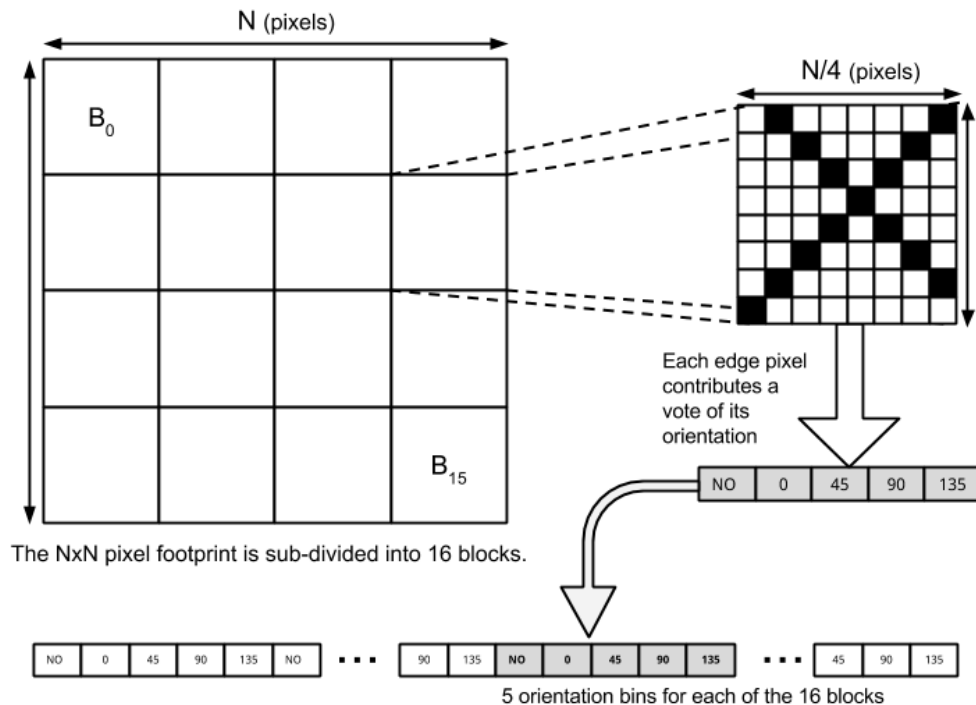 N (pixels)
N/4 (pixels)
B0
Each edge pixel
contributes a
vote of its
orientation
B15
NO 0 45 90 135
The NxN pixel footprint is sub-divided into 16 blocks.
NO 0 45 90 135 NO ... 90 135 NO 0 45 90 135 ... 45 90 135
5 orientation bins for each of the 16 blocks